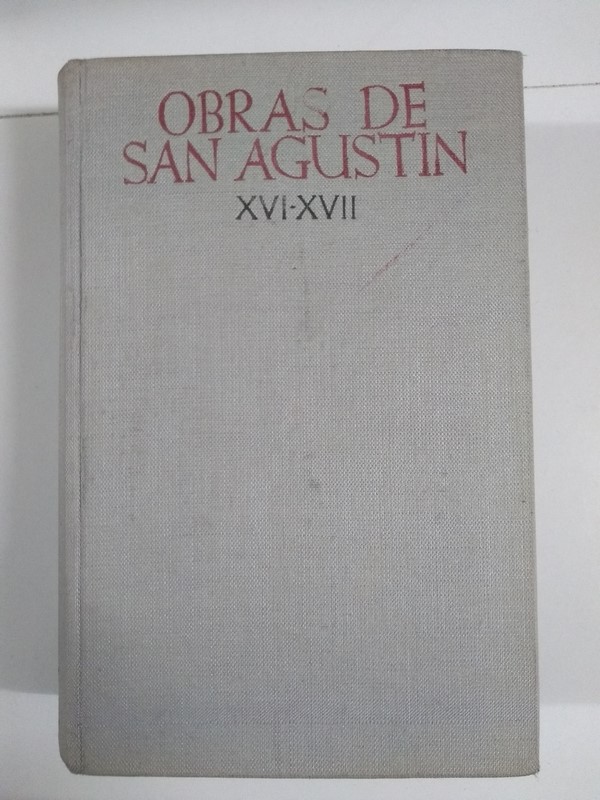 OBRAS DE
SAN AGUSTIN
XVI-XVII